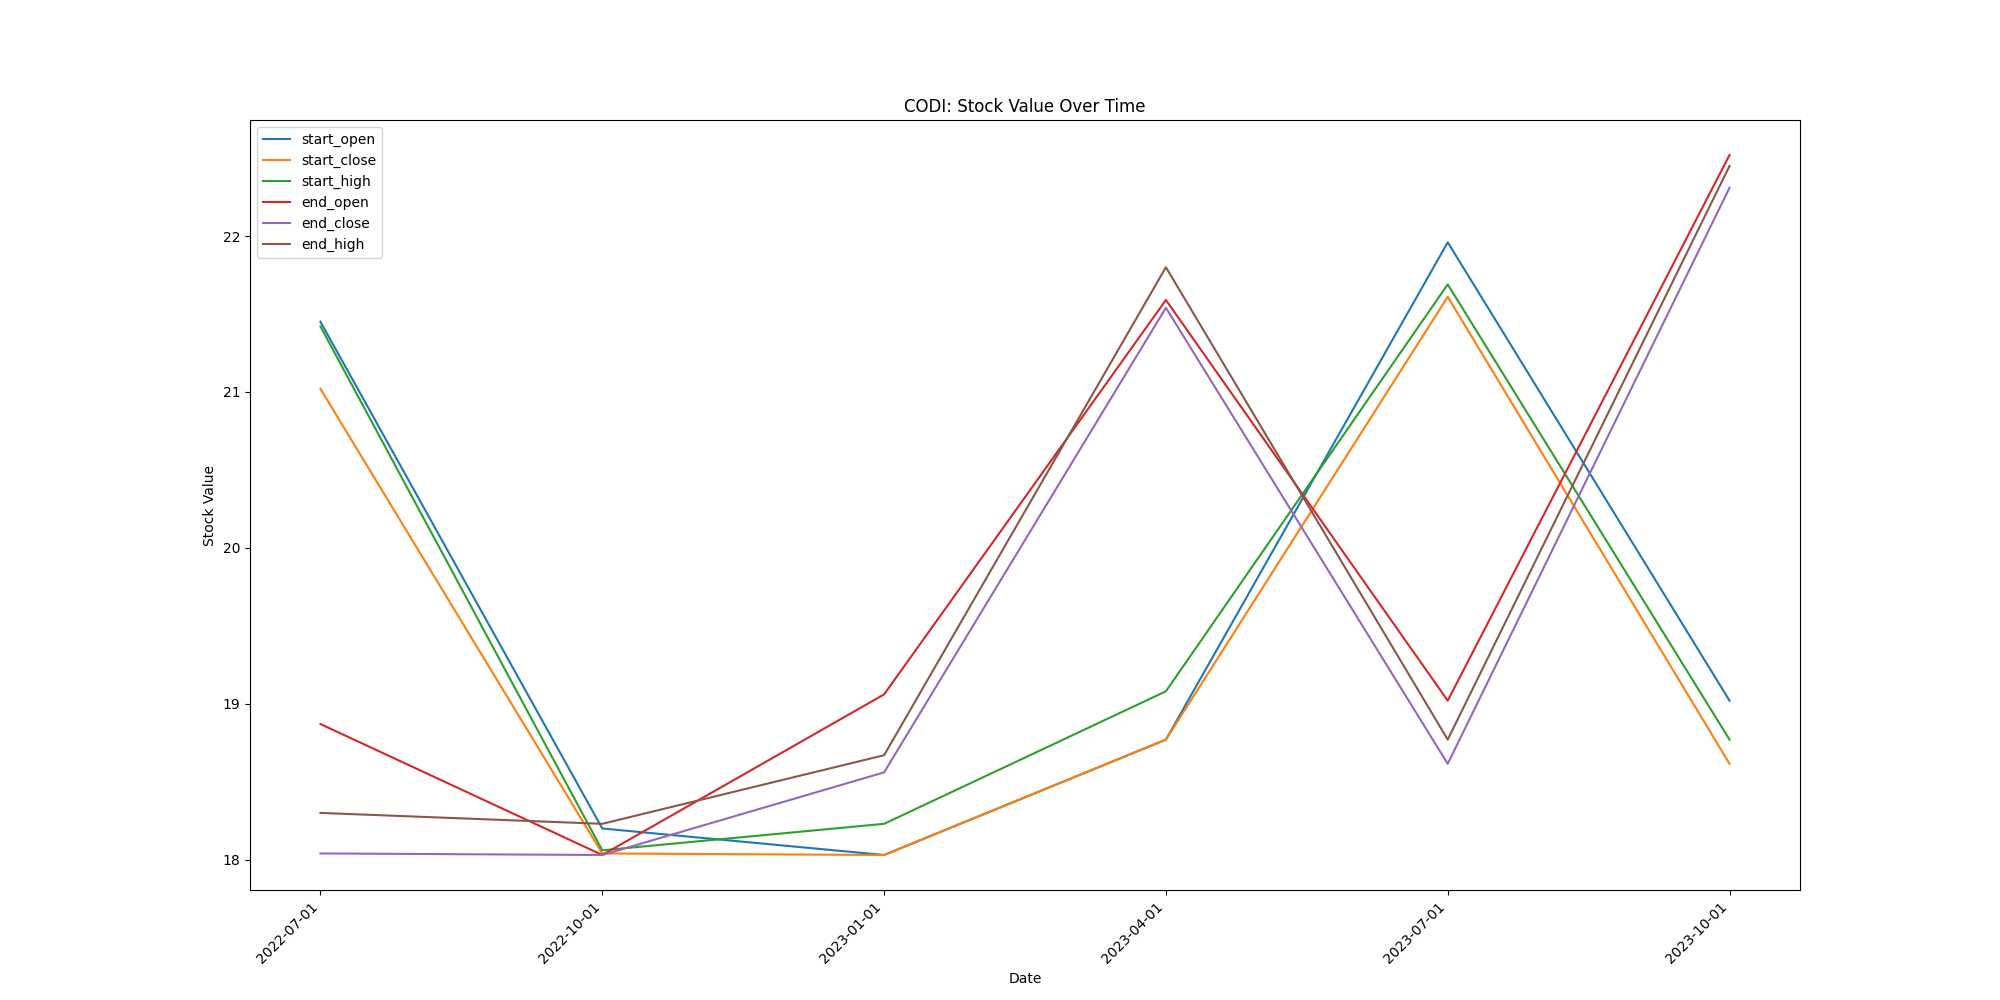 CODI: Stock Value Over Time
start_open
start_close
start_high
end_open
end_close
end_high
Stock Value
22
21
20
19
18
2022-07-01
2022-10-01
2023-01-01
2023-04-01
2023-07-01
2023-10-01
Date